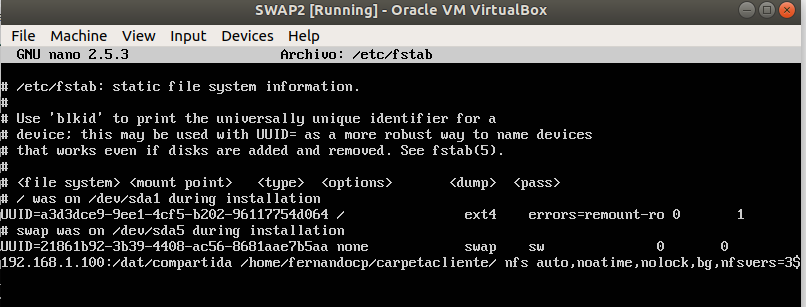 SWAP2 [Running] - Oracle VM VirtualBox
File Machine View Input Devices Help
GNU nano 2.5.3 Archivo: /etc/fstab
# /etc/fstab: static file system information.
#
# Use 'blkid' to print the universally unique identifier for a
# device; this may be used with UUID= as a more robust way to name devices
# that works even if disks are added and removed. See fstab(5).
#
# <file system> <mount point> <type> <options> <dump> <pass>
# / was on /dev/sda1 during installation
UUID=a3d3dce9-9ee1-4cf5-b202-96117754d064 / ext4 errors=remount-ro 0 1
# swap was on /dev/sda5 during installation
UUID=21861b92-3b39-4408-ac56-8681aae7b5aa none swap sw 0 0
192.168.1.100:/dat/compartida /home/fernandocp/carpetacliente/ nfs auto,noatime,nolock,bg,nfsvers=3$